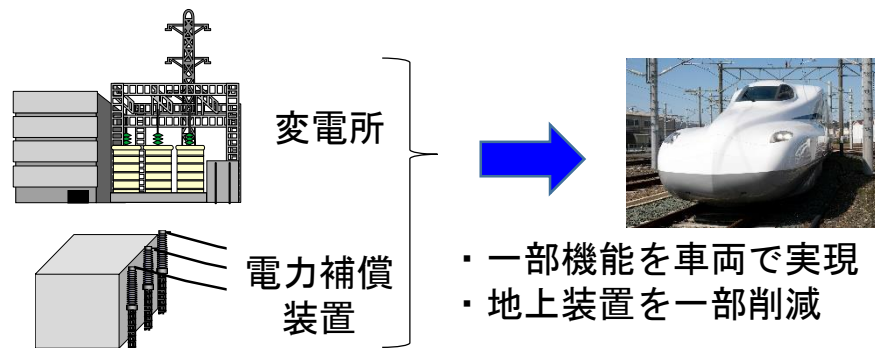 変電所
電力補償
装置
・一部機能を車両で実現
・地上装置を一部削減